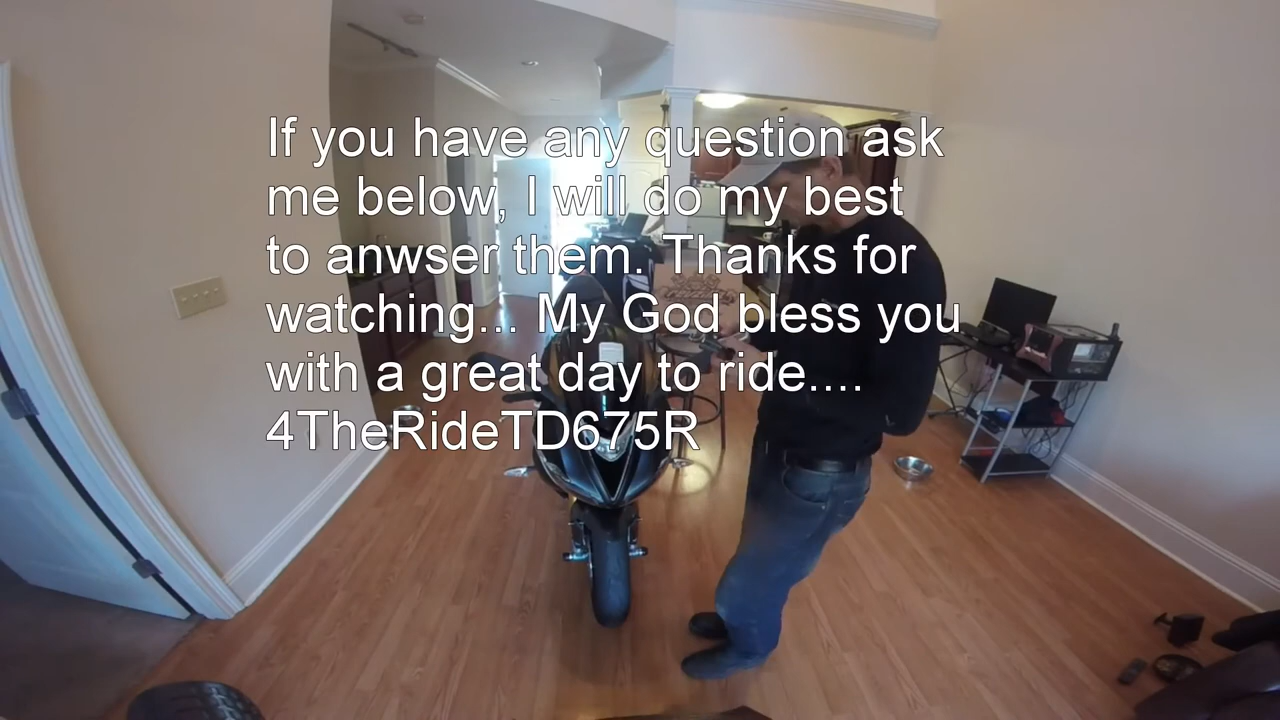 If you have any question ask
me below, I will do my best
to anwser them. Thanks for
watching... My God bless you
with a great day to ride....
4TheRideTD675R